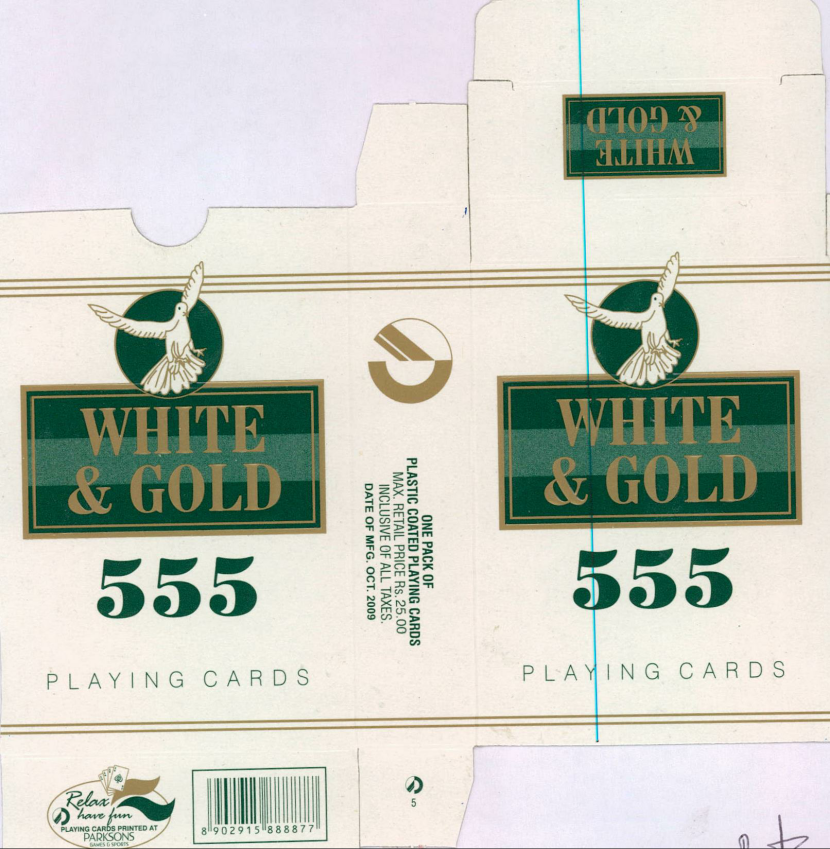 WHITE
& GOLD
WHITE
& GOLD
555
PLAYING CARDS
ONE PACK OF
PLASTIC COATED PLAYING CARDS
MAX. RETAIL PRICE Rs. 25.00
INCLUSIVE OF ALL TAXES.
DATE OF MFG. OCT. 2009
WHITE
& GOLD
555
PLAYING CARDS
Relax
have fun
PLAYING CARDS PRINTED AT
PARKSONS
GAMES & SPORTS
8 902915 888877
5